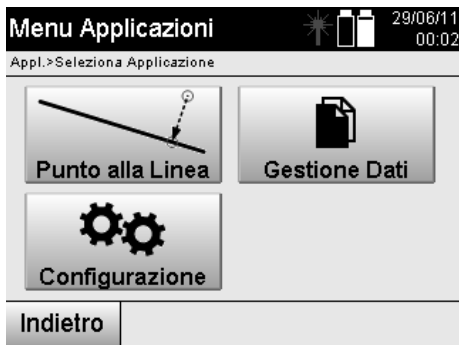 Menu Applicazioni
29/06/11
00:02
Appl.>Seleziona Applicazione
Punto alla Linea
Gestione Dati
Configurazione
Indietro